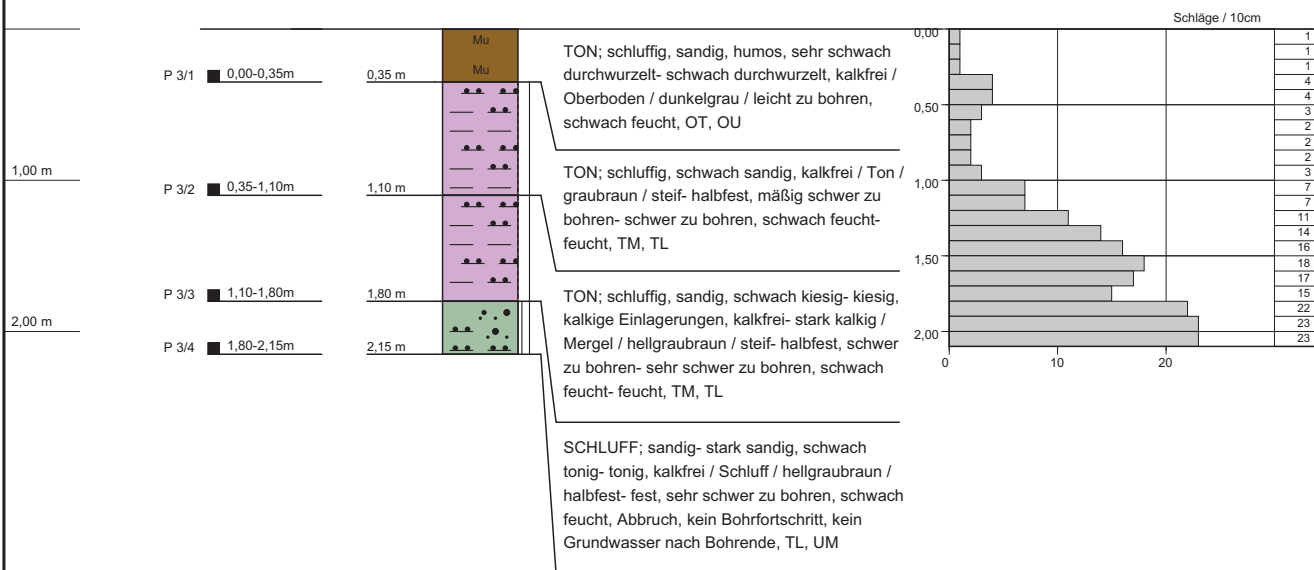 Schläge / 10cm
Mu
Mu
P 3/1 0,00-0,35m 0,35 m
TON; schluffig, sandig, humos, sehr schwach
durchwurzelt- schwach durchwurzelt, kalkfrei /
Oberboden / dunkelgrau / leicht zu bohren,
schwach feucht, OT, OU
1,00 m
P 3/2 0,35-1,10m 1,10 m
TON; schluffig, schwach sandig, kalkfrei / Ton /
graubraun / steif- halbfest, mäßig schwer zu
bohren- schwer zu bohren, schwach feucht-
feucht, TM, TL
P 3/3 1,10-1,80m 1,80 m
TON; schluffig, sandig, schwach kiesig- kiesig,
kalkige Einlagerungen, kalkfrei- stark kalkig /
Mergel / hellgraubraun / steif- halbfest, schwer
zu bohren- sehr schwer zu bohren, schwach
feucht- feucht, TM, TL
2,00 m
P 3/4 1,80-2,15m 2,15 m
SCHLUFF; sandig- stark sandig, schwach
tonig- tonig, kalkfrei / Schluff / hellgraubraun /
halbfest- fest, sehr schwer zu bohren, schwach
feucht, Abbruch, kein Bohrfortschritt, kein
Grundwasser nach Bohrende, TL, UM
0,00
0,50
1,00
1,50
2,00
0 10 20
1
1
1
4
4
3
2
2
2
3
7
7
11
14
16
18
17
15
22
23
23